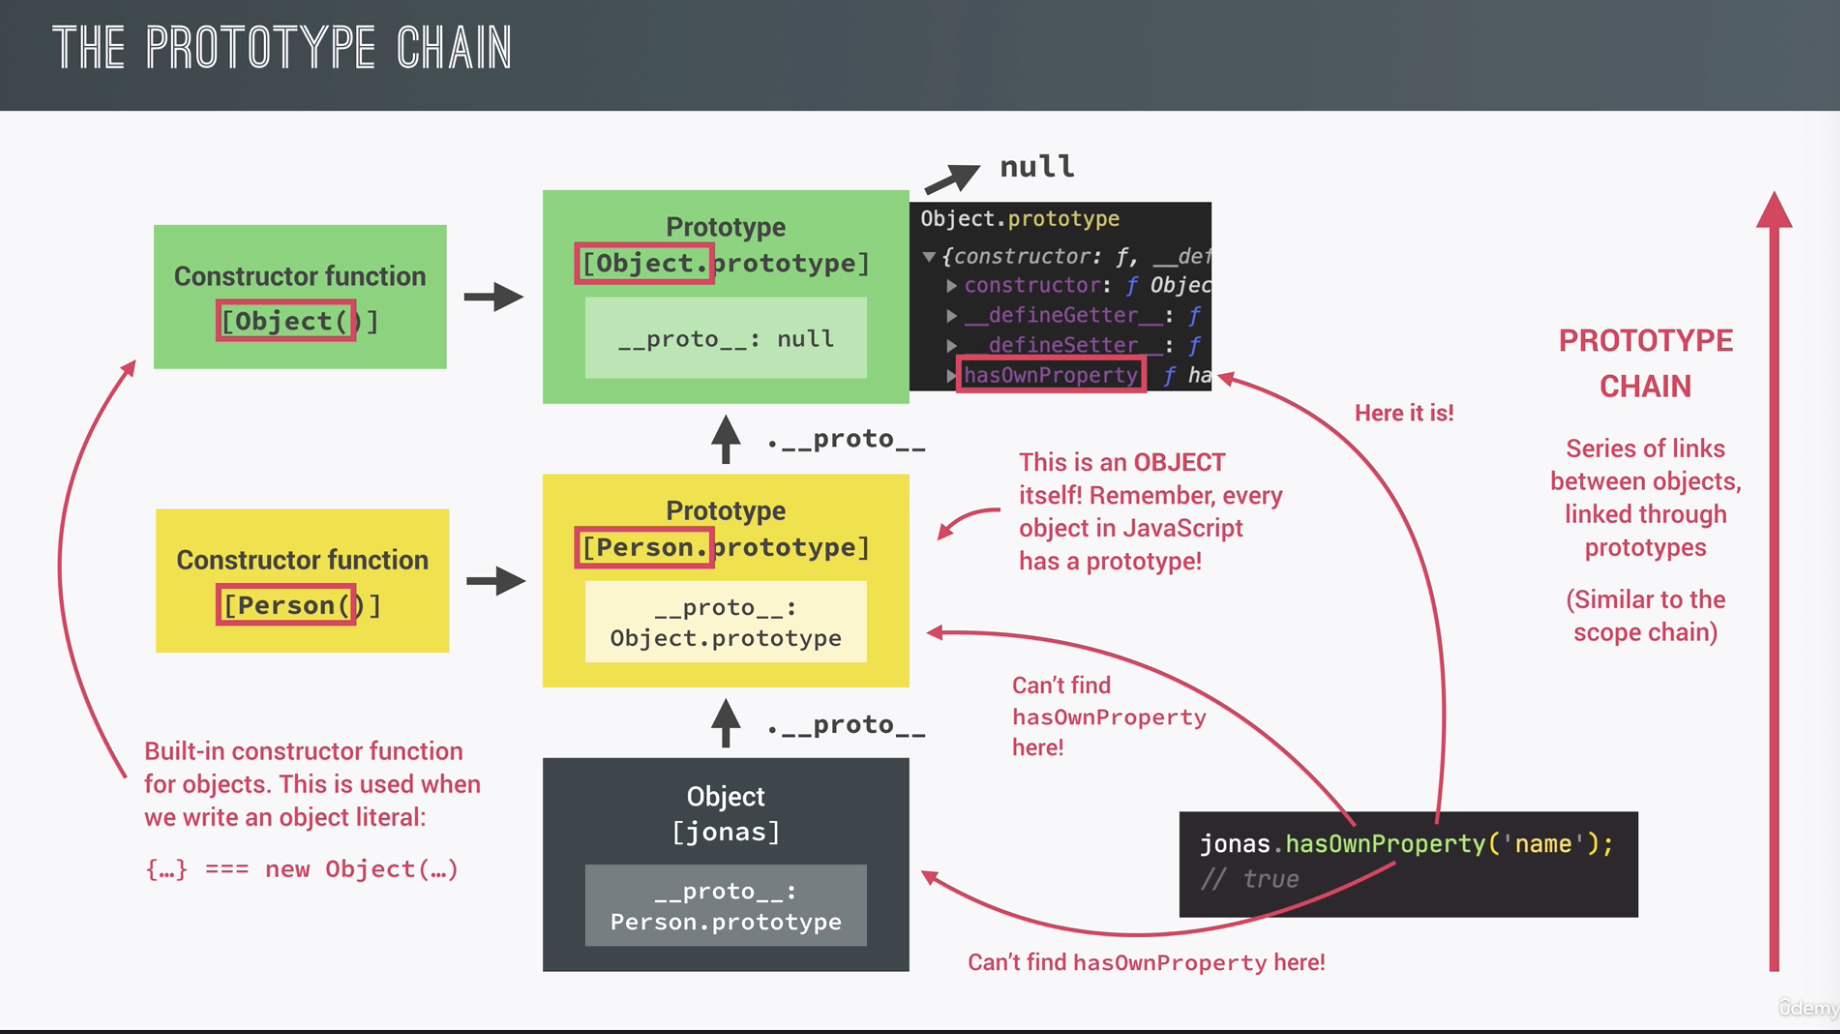 THE PROTOTYPE CHAIN
null
Constructor function
[Object()]
Prototype
[Object.prototype]
__proto__: null
Object.prototype
{constructor: ƒ, __def
constructor: ƒ Objec
__defineGetter__: ƒ
__defineSetter__: ƒ
hasOwnProperty ƒ ha
.__proto__
Here it is!
PROTOTYPE
CHAIN
Series of links
between objects,
linked through
prototypes
(Similar to the
scope chain)
Constructor function
[Person()]
Prototype
[Person.prototype]
__proto__:
Object.prototype
This is an OBJECT
itself! Remember, every
object in JavaScript
has a prototype!
Can't find
hasOwnProperty
here!
.__proto__
Built-in constructor function
for objects. This is used when
we write an object literal:
{…} === new Object(…)
Object
[jonas]
__proto__:
Person.prototype
jonas.hasOwnProperty('name');
// true
Can't find hasOwnProperty here!
ûdemy